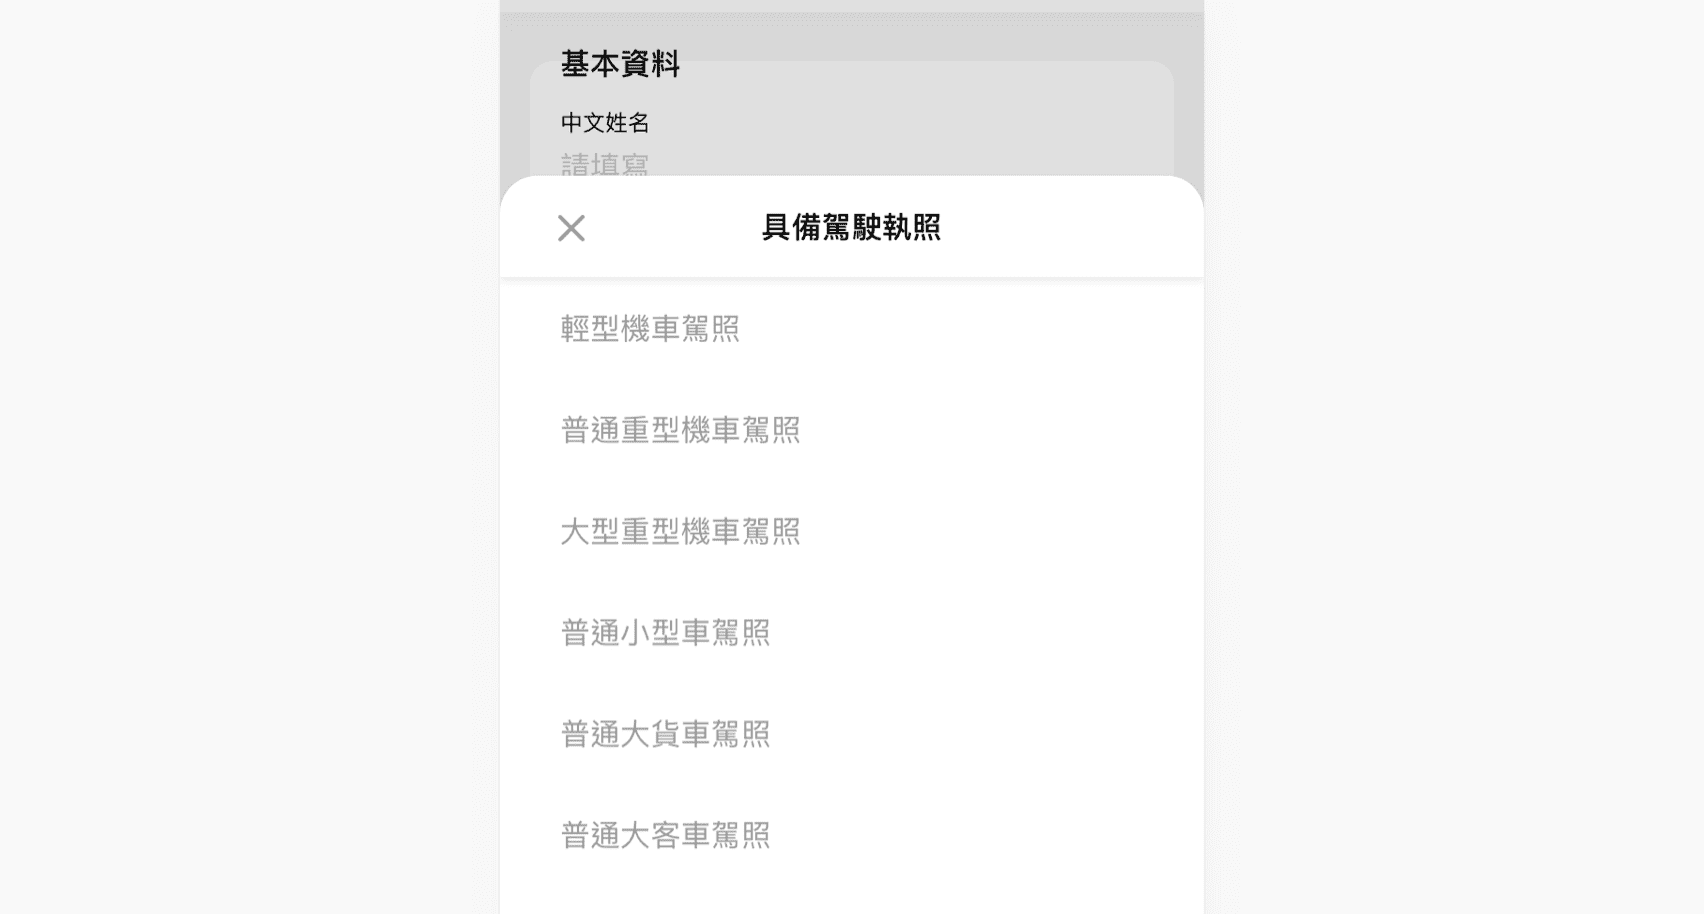 基本資料
中文姓名
請填寫
具備駕駛執照
輕型機車駕照
普通重型機車駕照
大型重型機車駕照
普通小型車駕照
普通大貨車駕照
普通大客車駕照